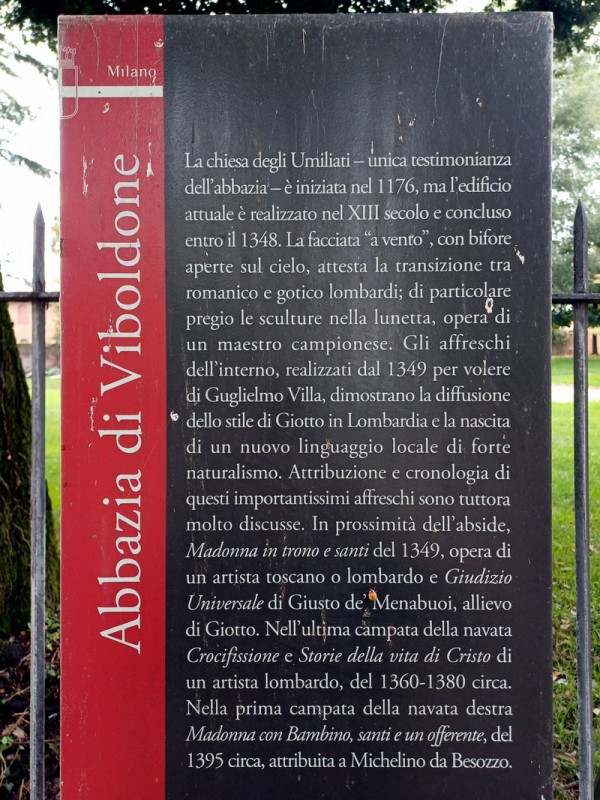 Milano
Abbazia di Viboldone
La chiesa degli Umiliati – unica testimonianza
dell'abbazia – è iniziata nel 1176, ma l'edificio
attuale è realizzato nel XIII secolo e concluso
entro il 1348. La facciata "a vento", con bifore
aperte sul cielo, attesta la transizione tra
romanico e gotico lombardi; di particolare
pregio le sculture nella lunetta, opera di
un maestro campionese. Gli affreschi
dell'interno, realizzati dal 1349 per volere
di Guglielmo Villa, dimostrano la diffusione
dello stile di Giotto in Lombardia e la nascita
di un nuovo linguaggio locale di forte
naturalismo. Attribuzione e cronologia di
questi importantissimi affreschi sono tuttora
molto discusse. In prossimità dell'abside,
Madonna in trono e santi del 1349, opera di
un artista toscano o lombardo e Giudizio
Universale di Giusto de' Menabuoi, allievo
di Giotto. Nell'ultima campata della navata
Crocifissione e Storie della vita di Cristo di
un artista lombardo, del 1360-1380 circa.
Nella prima campata della navata destra
Madonna con Bambino, santi e un offerente, del
1395 circa, attribuita a Michelino da Besozzo.